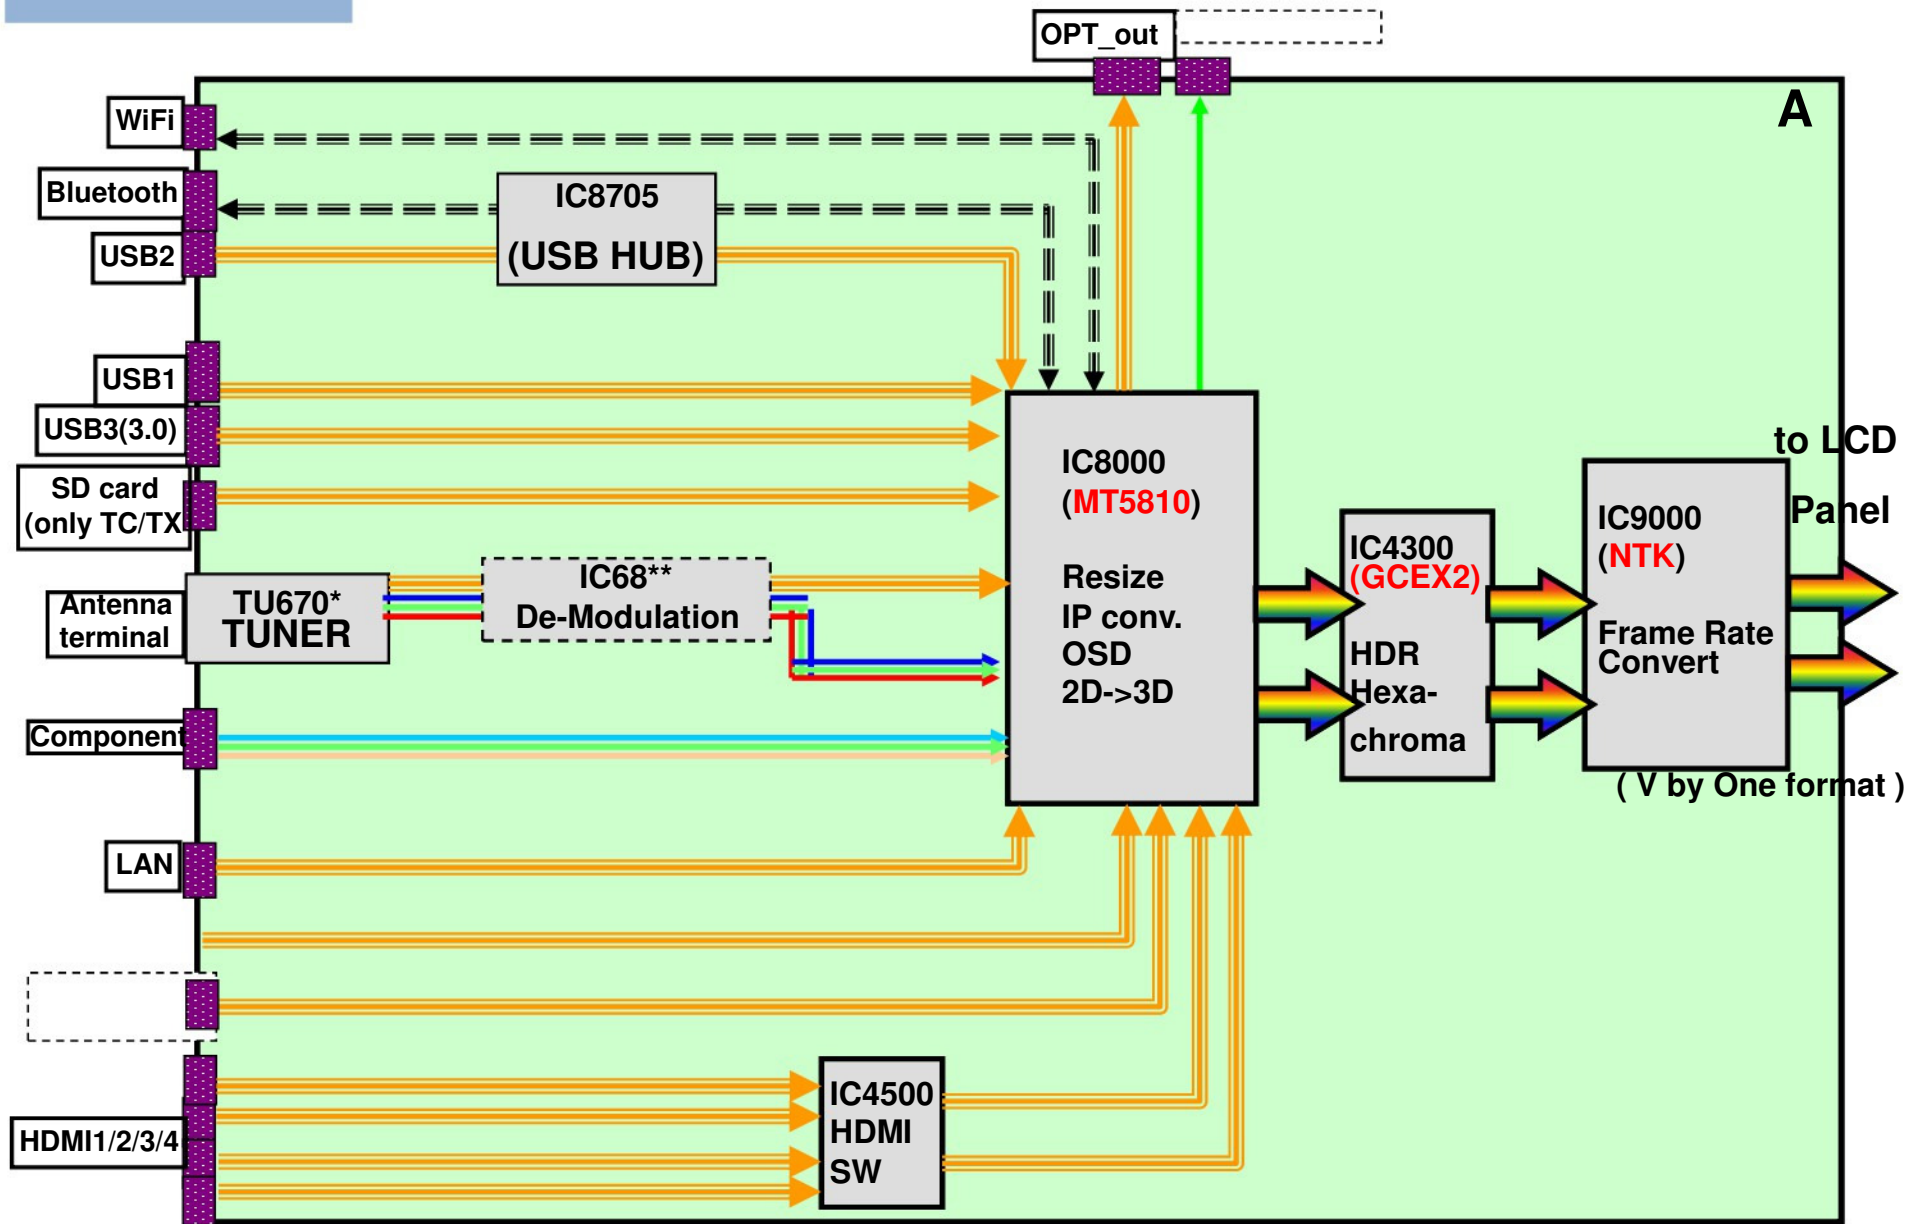 OPT_out
A
WiFi
Bluetooth
USB2
IC8705
(USB HUB)
USB1
USB3(3.0)
SD card
(only TC/TX
Antenna
terminal
TU670*
TUNER
IC68**
De-Modulation
Component
LAN
HDMI1/2/3/4
IC4500
HDMI
SW
IC8000
(MT5810)
Resize
IP conv.
OSD
2D->3D
IC4300
(GCEX2)
HDR
Hexa-
chroma
IC9000
(NTK)
Frame Rate
Convert
to LCD
Panel
( V by One format )